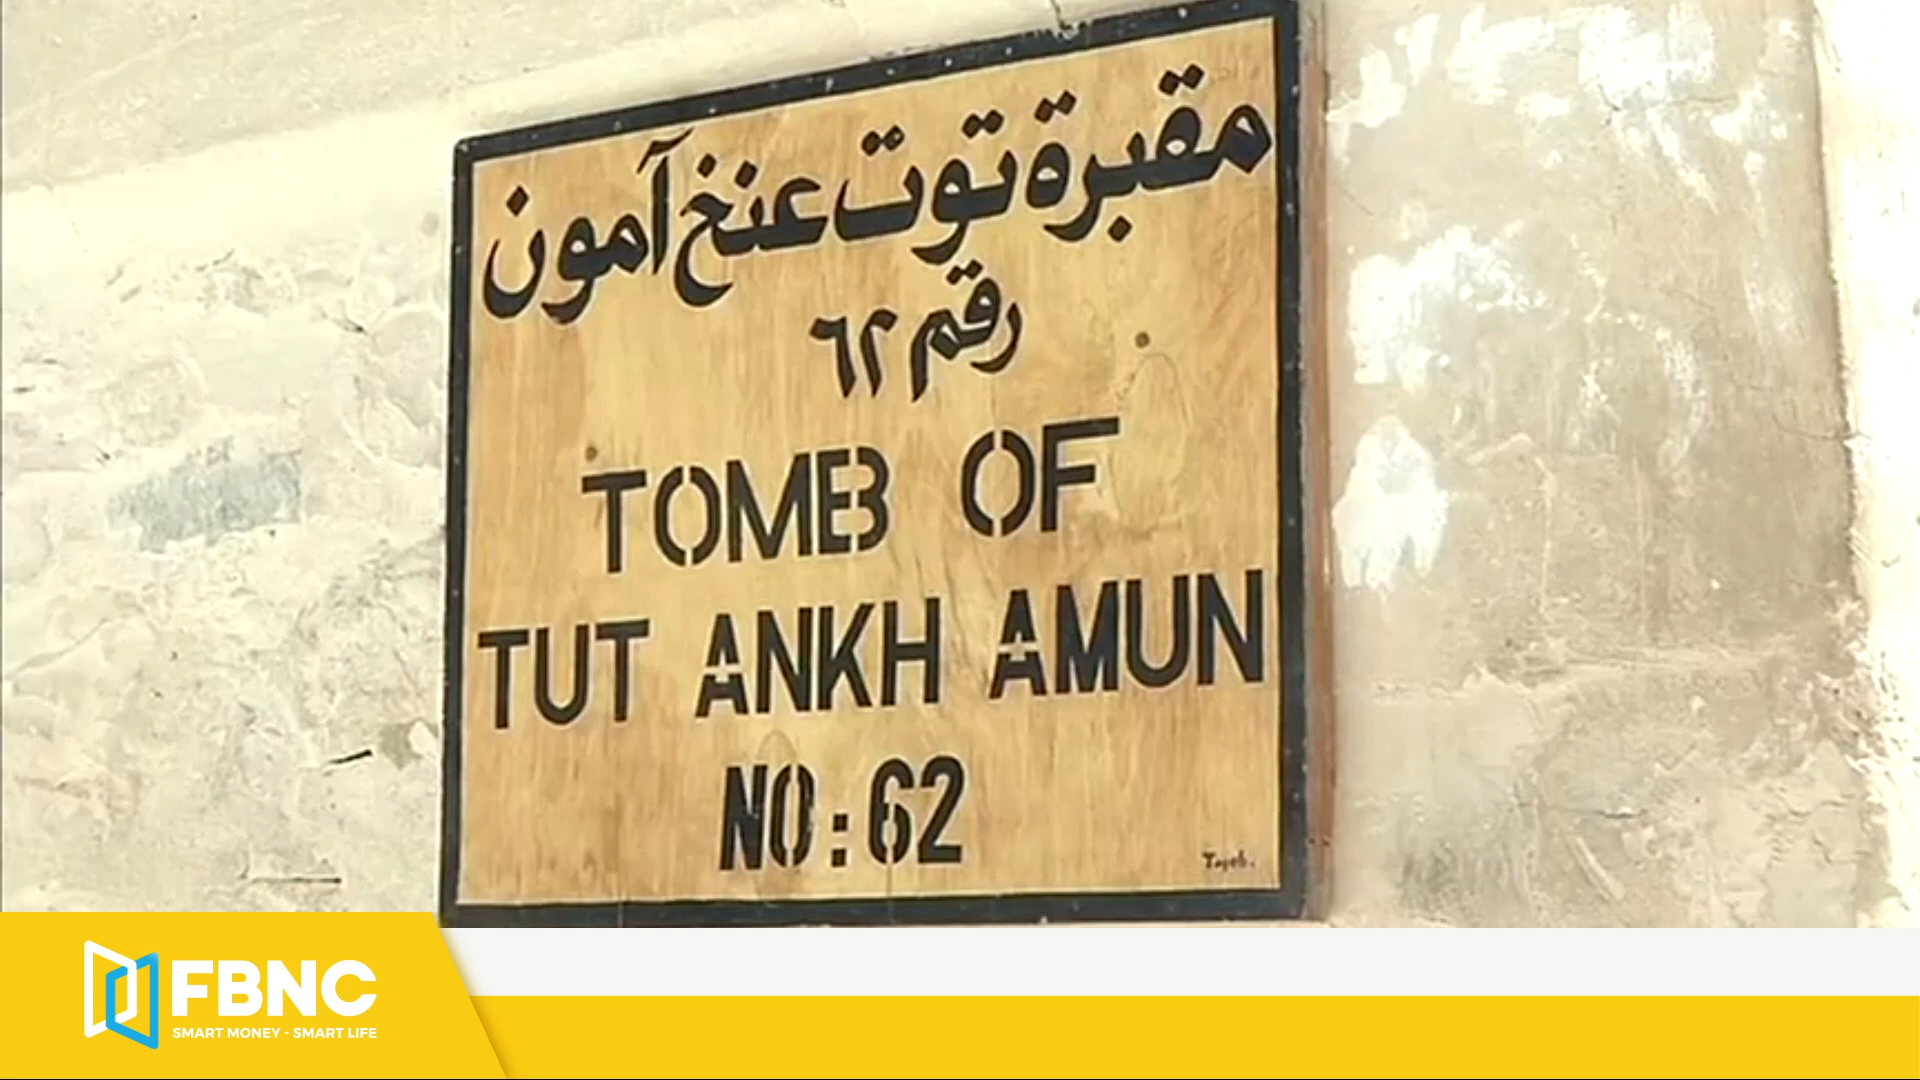 مقبرة توت عنخ آمون
رقم ٦٢
TOMB OF
TUT ANKH AMUN
NO: 62
FBNC
SMART MONEY - SMART LIFE